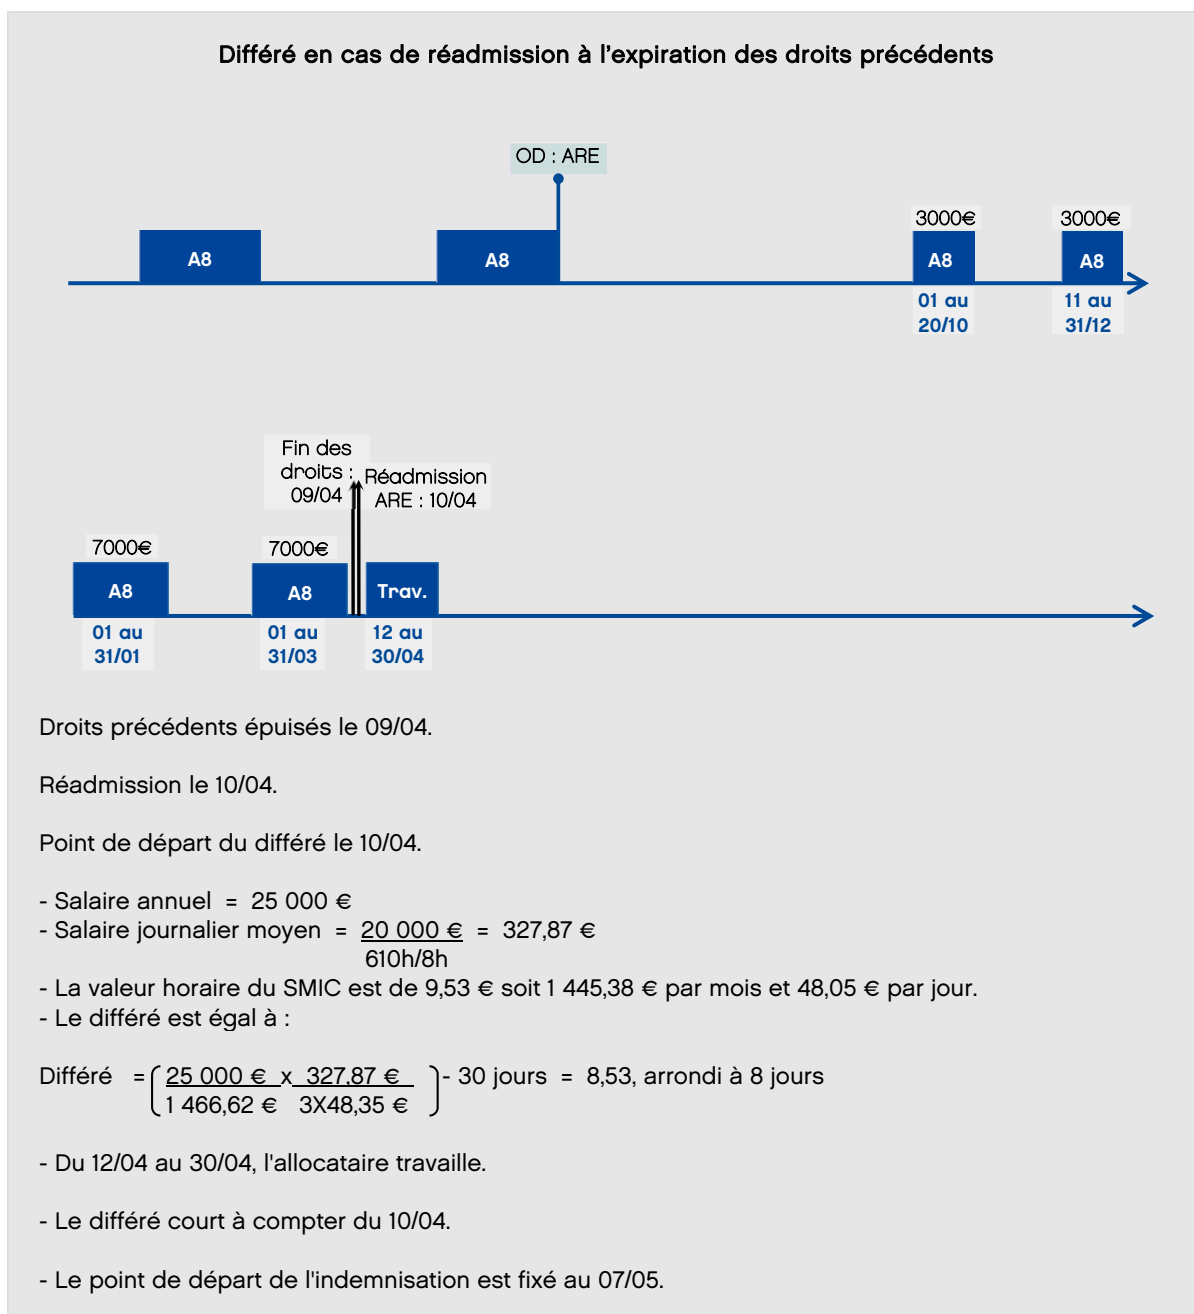 Différé en cas de réadmission à l'expiration des droits précédents
OD : ARE
3000€
3000€
A8
A8
A8
A8
01 au
20/10
11 au
31/12
Fin des
droits :
09/04
Réadmission
ARE : 10/04
7000€
7000€
A8
A8
Trav.
01 au
31/01
01 au
31/03
12 au
30/04
Droits précédents épuisés le 09/04.
Réadmission le 10/04.
Point de départ du différé le 10/04.
- Salaire annuel = 25 000 €
- Salaire journalier moyen = 20 000 € = 327,87 €
610h/8h
- La valeur horaire du SMIC est de 9,53 € soit 1 445,38 € par mois et 48,05 € par jour.
- Le différé est égal à :
Différé = ( 25 000 € x 327,87 € ) - 30 jours = 8,53, arrondi à 8 jours
1 466,62 € 3X48,35 €
- Du 12/04 au 30/04, l'allocataire travaille.
- Le différé court à compter du 10/04.
- Le point de départ de l'indemnisation est fixé au 07/05.